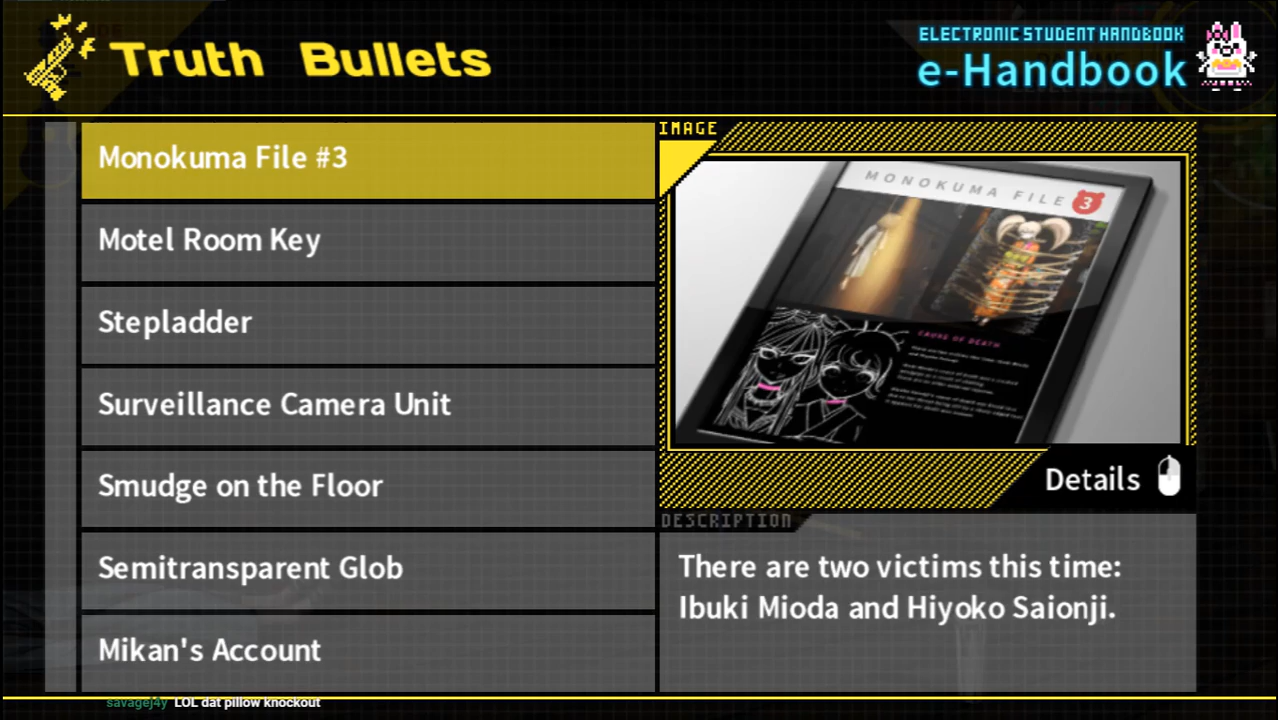 Truth Bullets
ELECTRONIC STUDENT HANDBOOK
e-Handbook
Monokuma File #3
Motel Room Key
Stepladder
Surveillance Camera Unit
Smudge on the Floor
Semitransparent Glob
Mikan's Account
IMAGE
MONOKUMA FILE 3
CAUSE OF DEATH
Details
DESCRIPTION
There are two victims this time:
Ibuki Mioda and Hiyoko Saionji.
savagej4y LOL dat pillow knockout